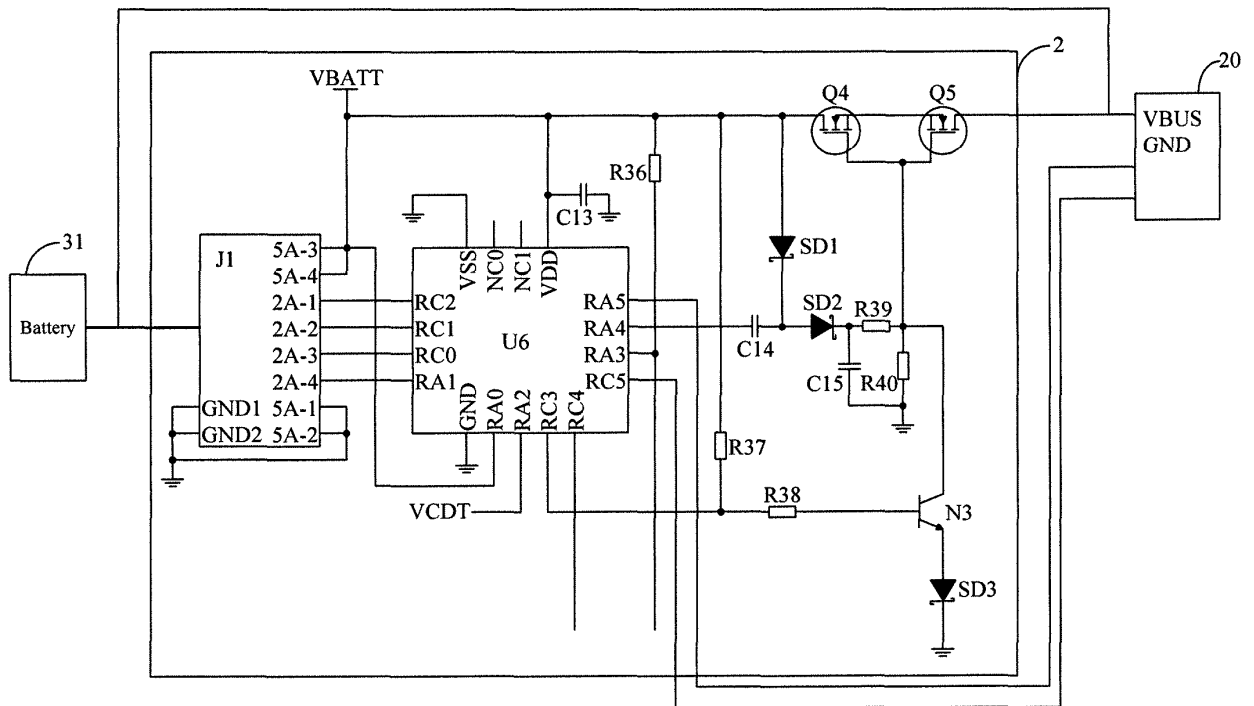 2
20
VBATT
Q4
Q5
VBUS
GND
R36
C13
31
J1
5A-3
5A-4
2A-1
2A-2
2A-3
2A-4
GND1
5A-1
GND2
5A-2
Battery
VSS
NC0
NC1
VDD
RC2
RC1
RC0
RA1
U6
RA5
RA4
RA3
RC5
GND
RA0
RA2
RC3
RC4
SD1
SD2
R39
C14
C15
R40
R37
VCDT
R38
N3
SD3